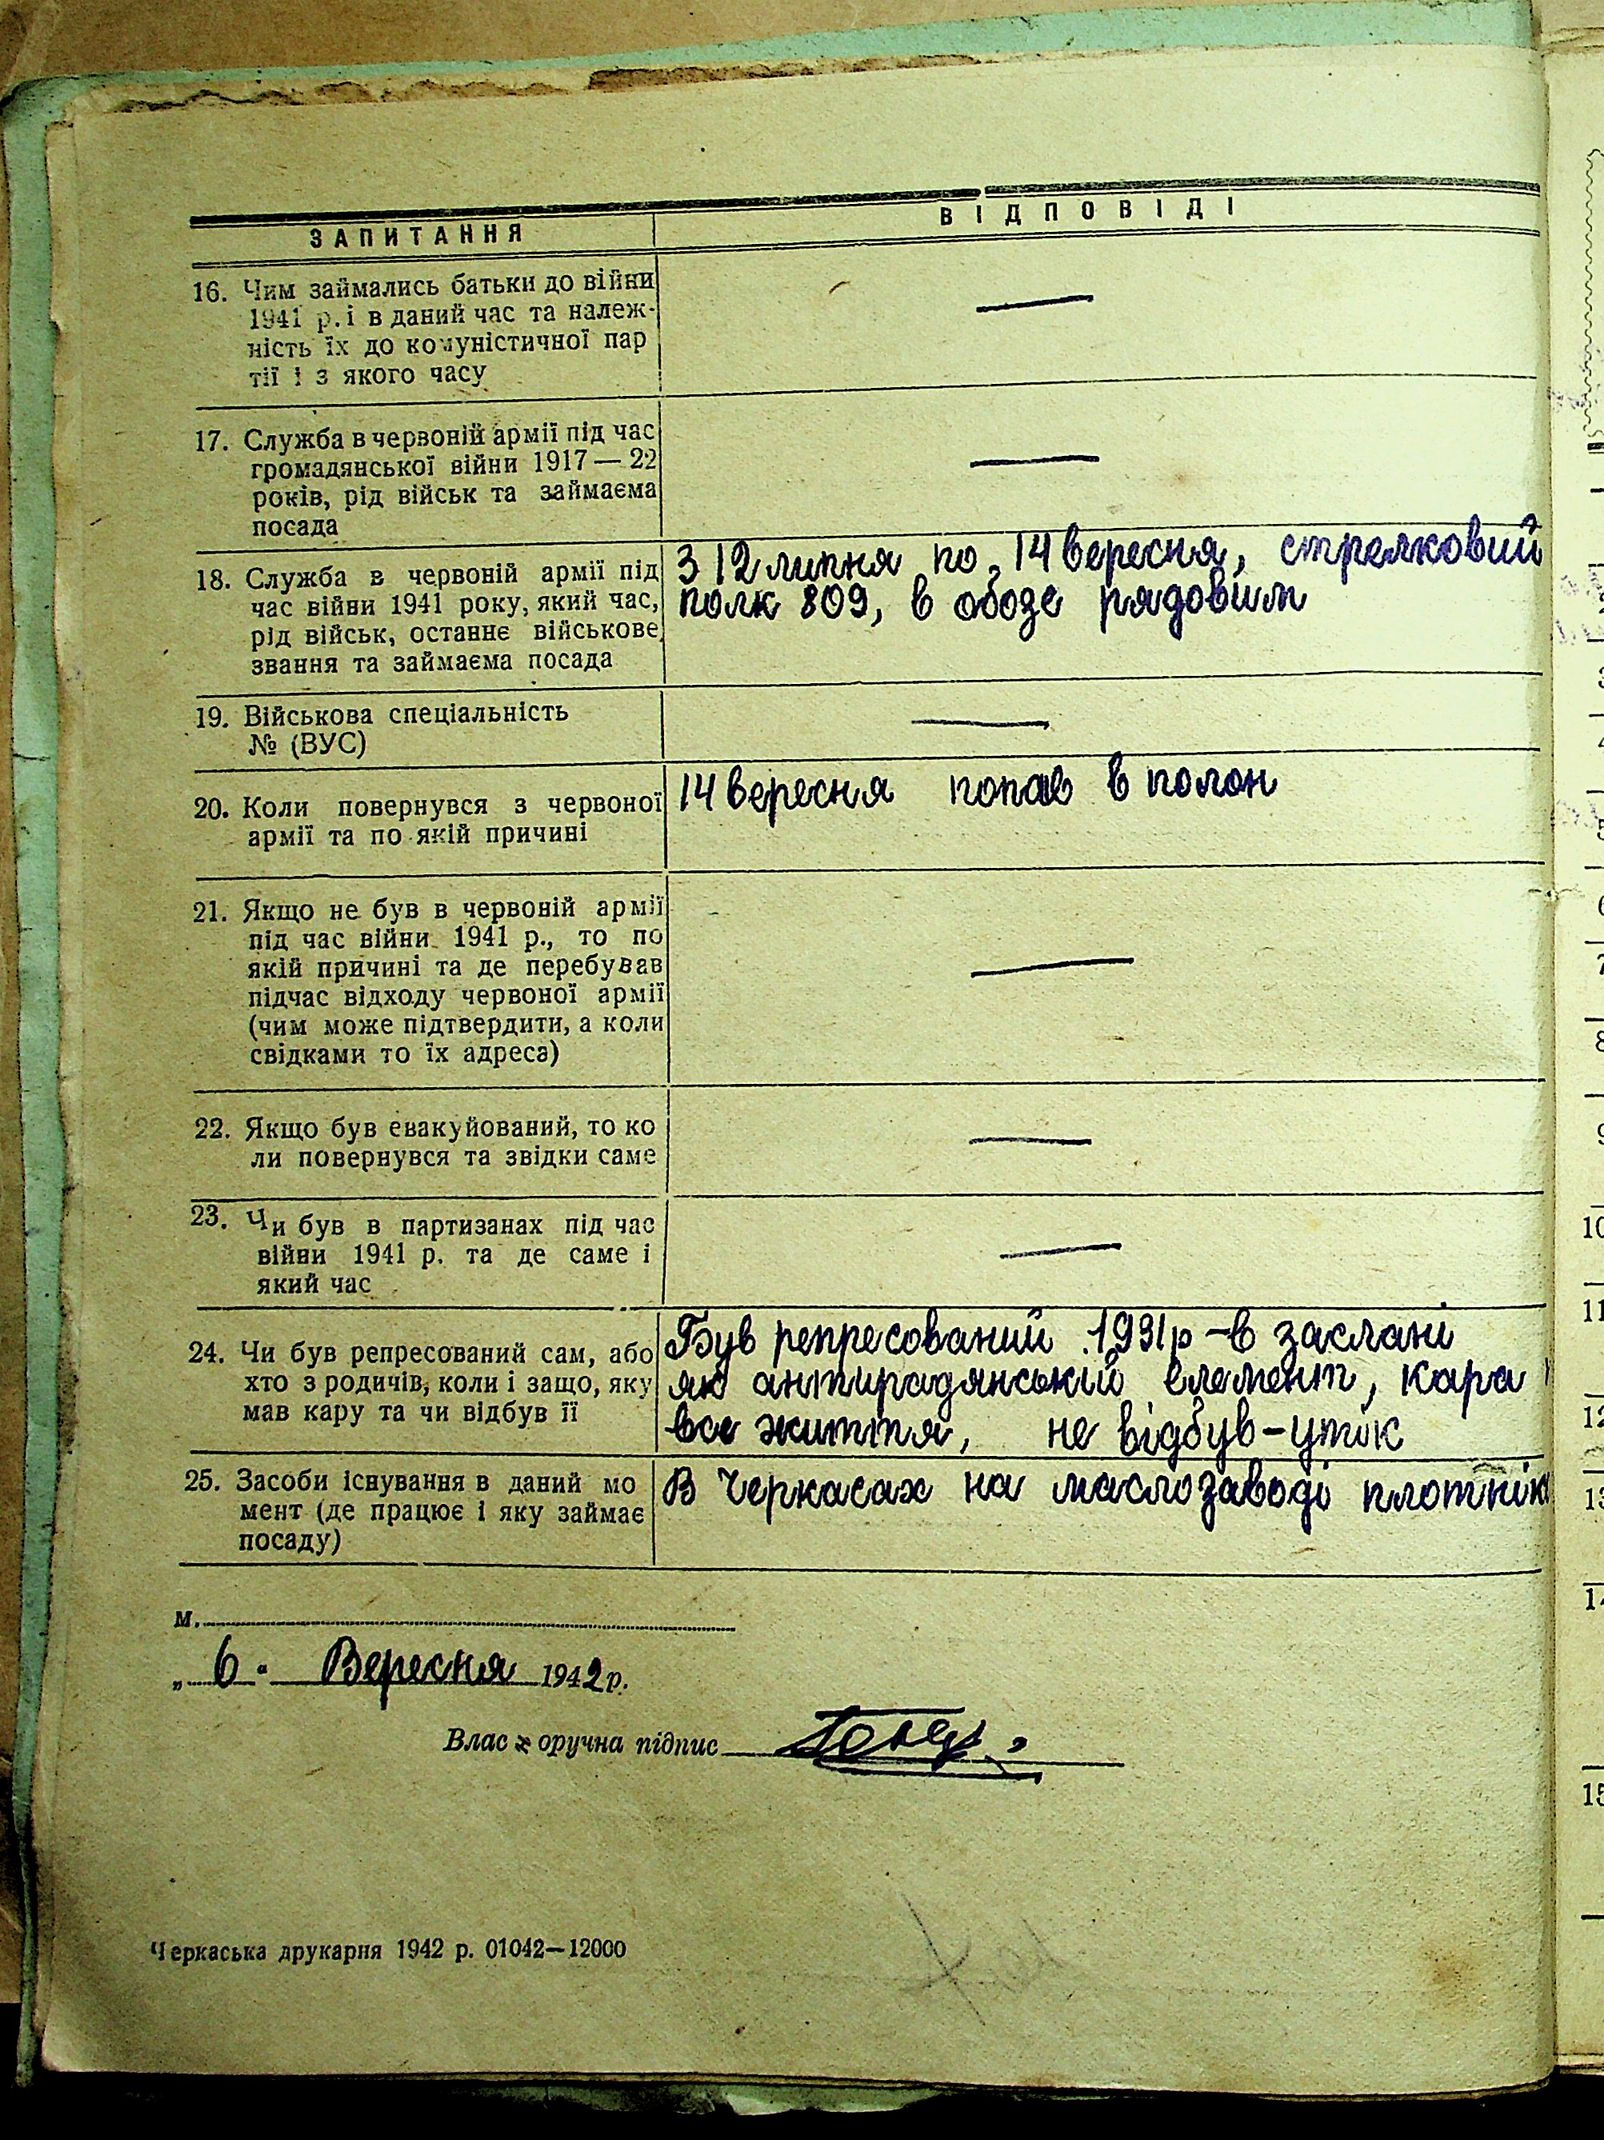 ЗАПИТАННЯ
ВІДПОВІДІ
16. Чим займались батьки до війни
1941 р. і в даний час та належ-
ність їх до комуністичної пар
тії і з якого часу
—
17. Служба в червоній армії під час
громадянської війни 1917—22
років, рід військ та займаєма
посада
—
18. Служба в червоній армії під
час війни 1941 року, який час,
рід військ, останнє військове
звання та займаєма посада
З 12 липня по 14 вересня, стрелковий
полк 809, в обозе рядовим
19. Військова спеціальність
№ (ВУС)
—
20. Коли повернувся з червоної
армії та по якій причині
14 вересня попав в полон
21. Якщо не був в червоній армії
під час війни 1941 р., то по
якій причині та де перебував
підчас відходу червоної армії
(чим може підтвердити, а коли
свідками то їх адреса)
—
22. Якщо був евакуйований, то ко
ли повернувся та звідки саме
—
23. Чи був в партизанах під час
війни 1941 р. та де саме і
який час
—
24. Чи був репресований сам, або
хто з родичів, коли і защо, яку
мав кару та чи відбув її
Був репресований 1931р – в заслані
як антирадянський елемент, кара
все життя, не відбув – утік
25. Засоби існування в даний мо
мент (де працює і яку займає
посаду)
В Черкасах на маслозаводі плотнік
м.
„6" Вересня 1942 р.
Власноручна підпис
Черкаська друкарня 1942 р. 01042—12000
10
11
12
13
14
15